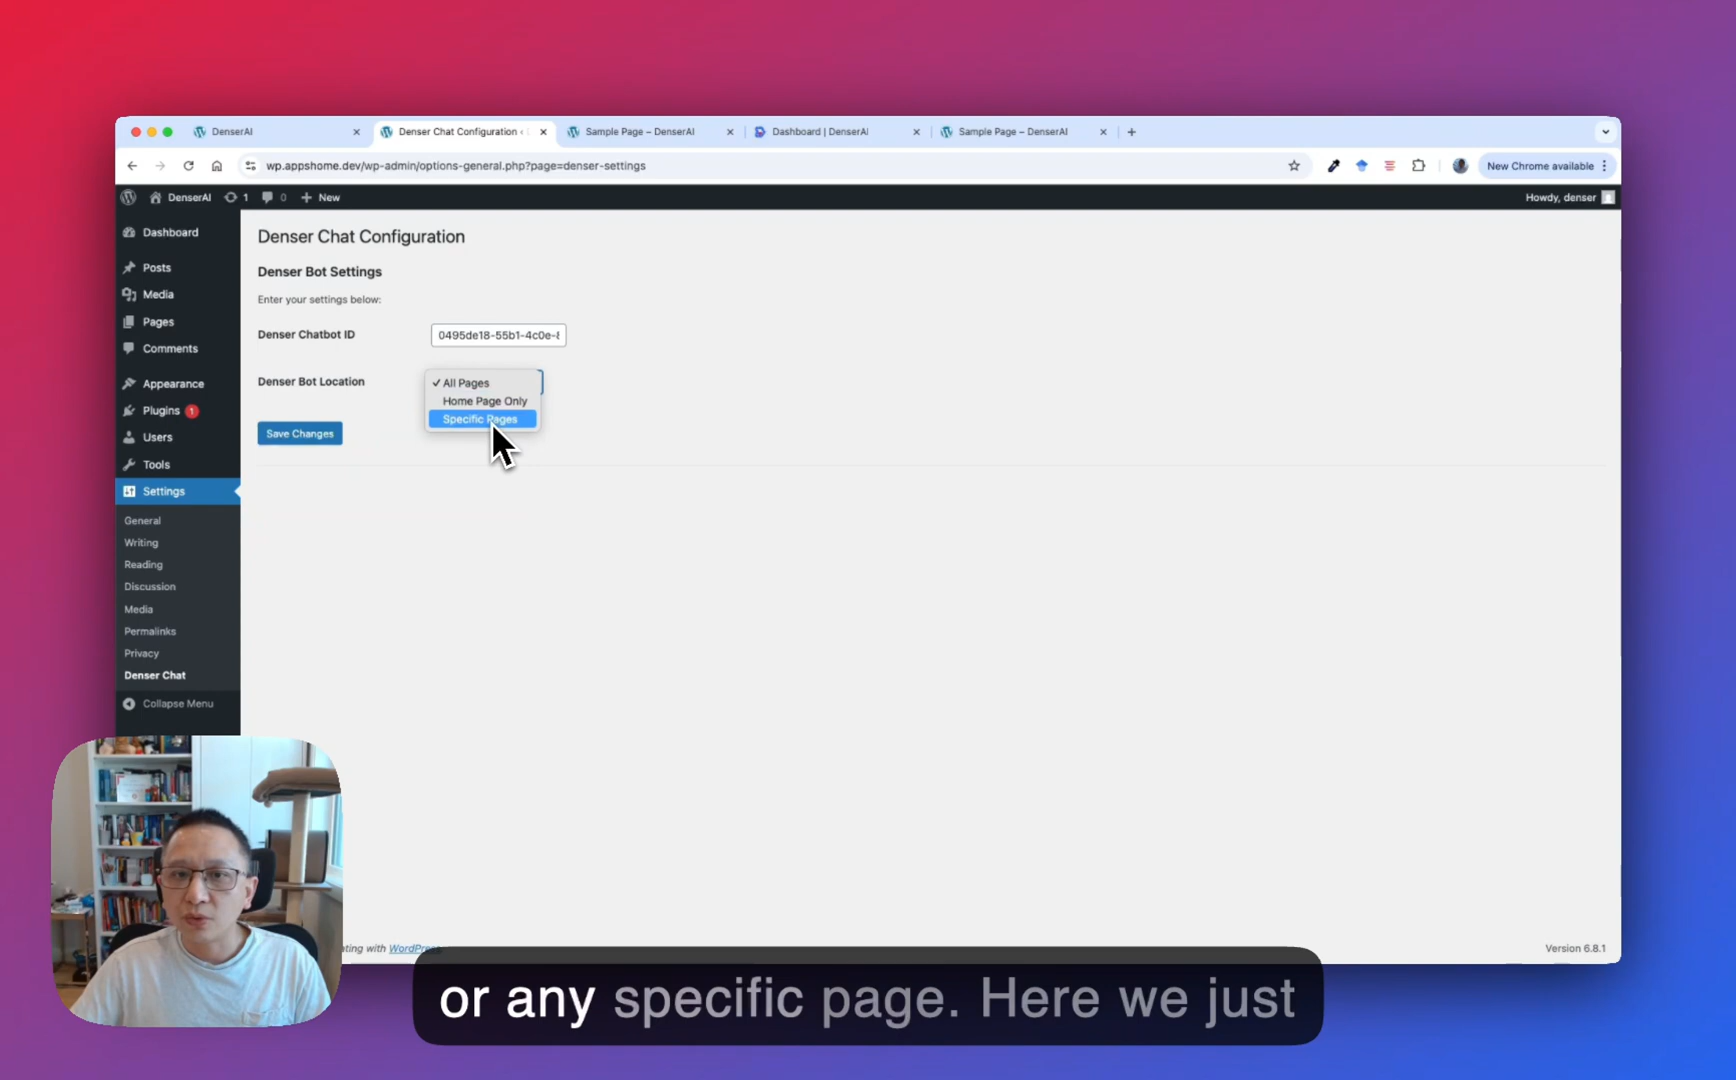 DenserAI
Denser Chat Configuration ‹
Sample Page – DenserAI
Dashboard | DenserAI
Sample Page – DenserAI
wp.appshome.dev/wp-admin/options-general.php?page=denser-settings
New Chrome available
DenserAI
1
0
New
Howdy, denser
Dashboard
Posts
Media
Pages
Comments
Appearance
Plugins 1
Users
Tools
Settings
General
Writing
Reading
Discussion
Media
Permalinks
Privacy
Denser Chat
Collapse Menu
Denser Chat Configuration
Denser Bot Settings
Enter your settings below:
Denser Chatbot ID
0495de18-55b1-4c0e-
Denser Bot Location
✓ All Pages
Home Page Only
Specific Pages
Save Changes
ating with WordPress
Version 6.8.1
or any specific page. Here we just